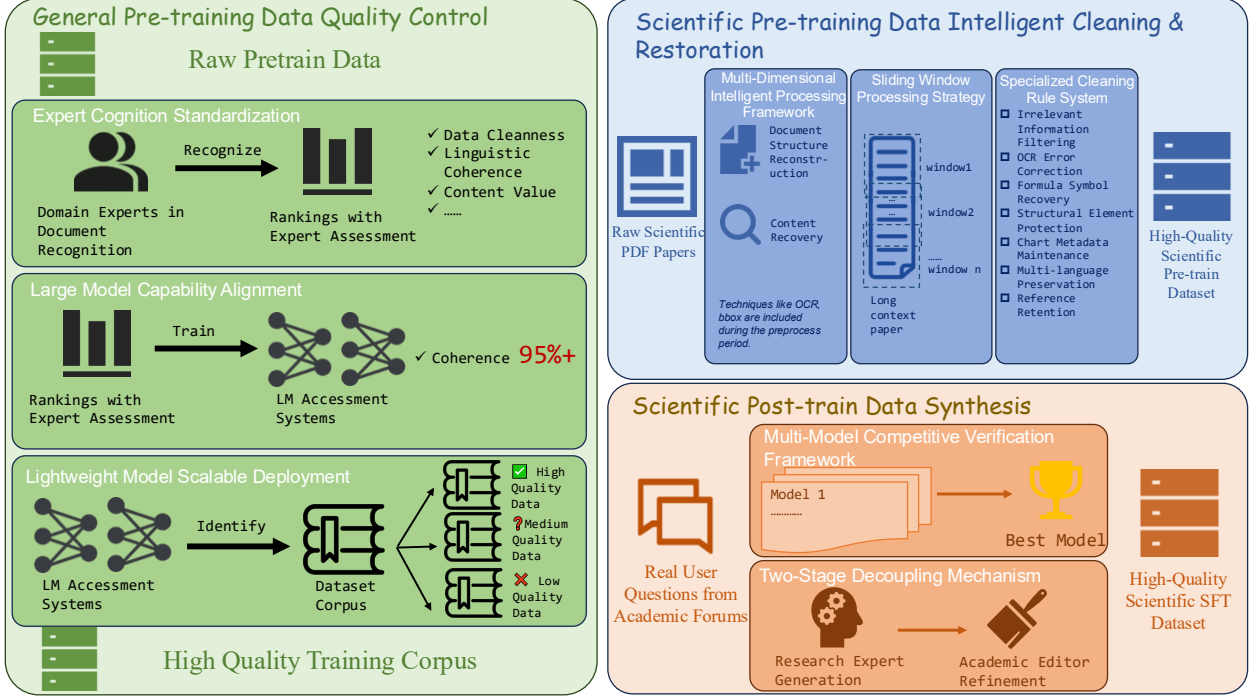 General Pre-training Data Quality Control
Raw Pretrain Data
Expert Cognition Standardization
Recognize
Domain Experts in
Document
Recognition
Rankings with
Expert Assessment
✓ Data Cleanness
✓ Linguistic
Coherence
✓ Content Value
✓ ……
Large Model Capability Alignment
Train
Rankings with
Expert Assessment
LM Accessment
Systems
✓ Coherence 95%+
Lightweight Model Scalable Deployment
Identify
LM Accessment
Systems
Dataset
Corpus
High
Quality
Data
Medium
Quality
Data
Low
Quality
Data
High Quality Training Corpus
Scientific Pre-training Data Intelligent Cleaning &
Restoration
Raw Scientific
PDF Papers
Multi-Dimensional
Intelligent Processing
Framework
Document
Structure
Reconstr-
uction
Content
Recovery
Techniques like OCR,
bbox are included
during the preprocess
period.
Sliding Window
Processing Strategy
window1
window2
……
window n
Long
context
paper
Specialized Cleaning
Rule System
Irrelevant
Information
Filtering
OCR Error
Correction
Formula Symbol
Recovery
Structural Element
Protection
Chart Metadata
Maintenance
Multi-language
Preservation
Reference
Retention
High-Quality
Scientific
Pre-train
Dataset
Scientific Post-train Data Synthesis
Real User
Questions from
Academic Forums
Multi-Model Competitive Verification
Framework
Model 1
…………
Best Model
Two-Stage Decoupling Mechanism
Research Expert
Generation
Academic Editor
Refinement
High-Quality
Scientific SFT
Dataset